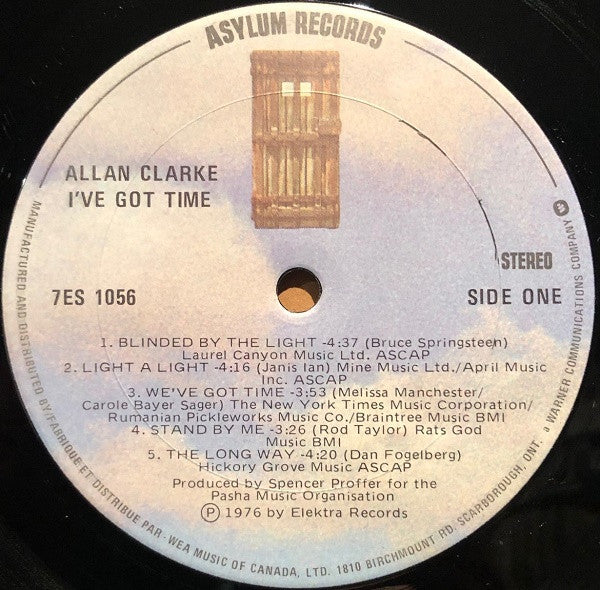 ASYLUM RECORDS
ALLAN CLARKE
I'VE GOT TIME
STEREO
7ES 1056
SIDE ONE
1. BLINDED BY THE LIGHT -4:37 (Bruce Springsteen)
Laurel Canyon Music Ltd. ASCAP
2. LIGHT A LIGHT -4:16 (Janis Ian) Mine Music Ltd./April Music
Inc. ASCAP
3. WE'VE GOT TIME -3:53 (Melissa Manchester/
Carole Bayer Sager) The New York Times Music Corporation/
Rumanian Pickleworks Music Co./Braintree Music BMI
4. STAND BY ME -3:26 (Rod Taylor) Rats God
Music BMI
5. THE LONG WAY -4:20 (Dan Fogelberg)
Hickory Grove Music ASCAP
Produced by Spencer Proffer for the
Pasha Music Organisation
Ⓟ 1976 by Elektra Records
MANUFACTURED AND DISTRIBUTED BY/FABRIQUE ET DISTRIBUE PAR-WEA MUSIC OF CANADA, LTD. 1810 BIRCHMOUNT RD. SCARBOROUGH, ONT. a WARNER COMMUNICATIONS COMPANY